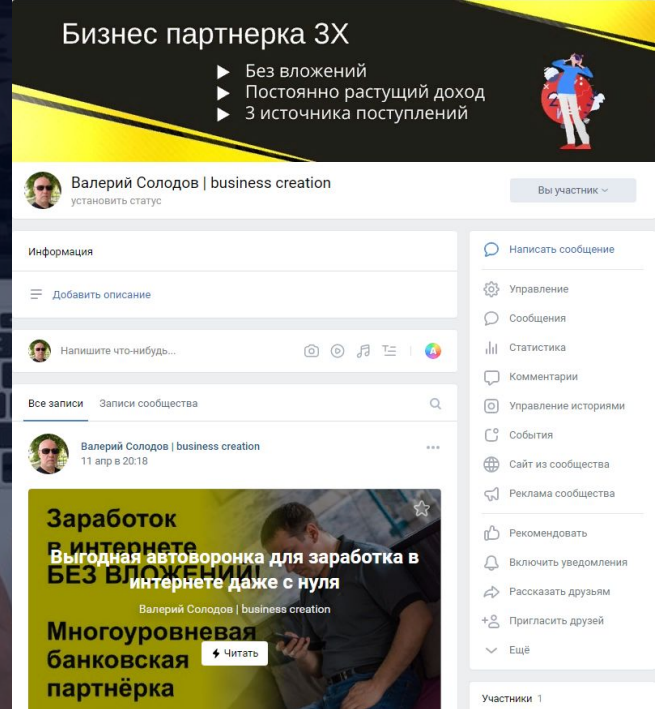 Бизнес партнерка 3X
Без вложений
Постоянно растущий доход
3 источника поступлений
Валерий Солодов | business creation
установить статус
Вы участник
Информация
Добавить описание
Напишите что-нибудь...
Все записи Записи сообщества
Валерий Солодов | business creation
11 апр в 20:18
Заработок
в интернете
БЕЗ ВЛОЖЕНИЙ!
Выгодная автоворонка для заработка в
интернете даже с нуля
Валерий Солодов | business creation
Многоуровневая
банковская
партнёрка
Читать
Написать сообщение
Управление
Сообщения
Статистика
Комментарии
Управление историями
События
Сайт из сообщества
Реклама сообщества
Рекомендовать
Включить уведомления
Рассказать друзьям
Пригласить друзей
Ещё
Участники 1